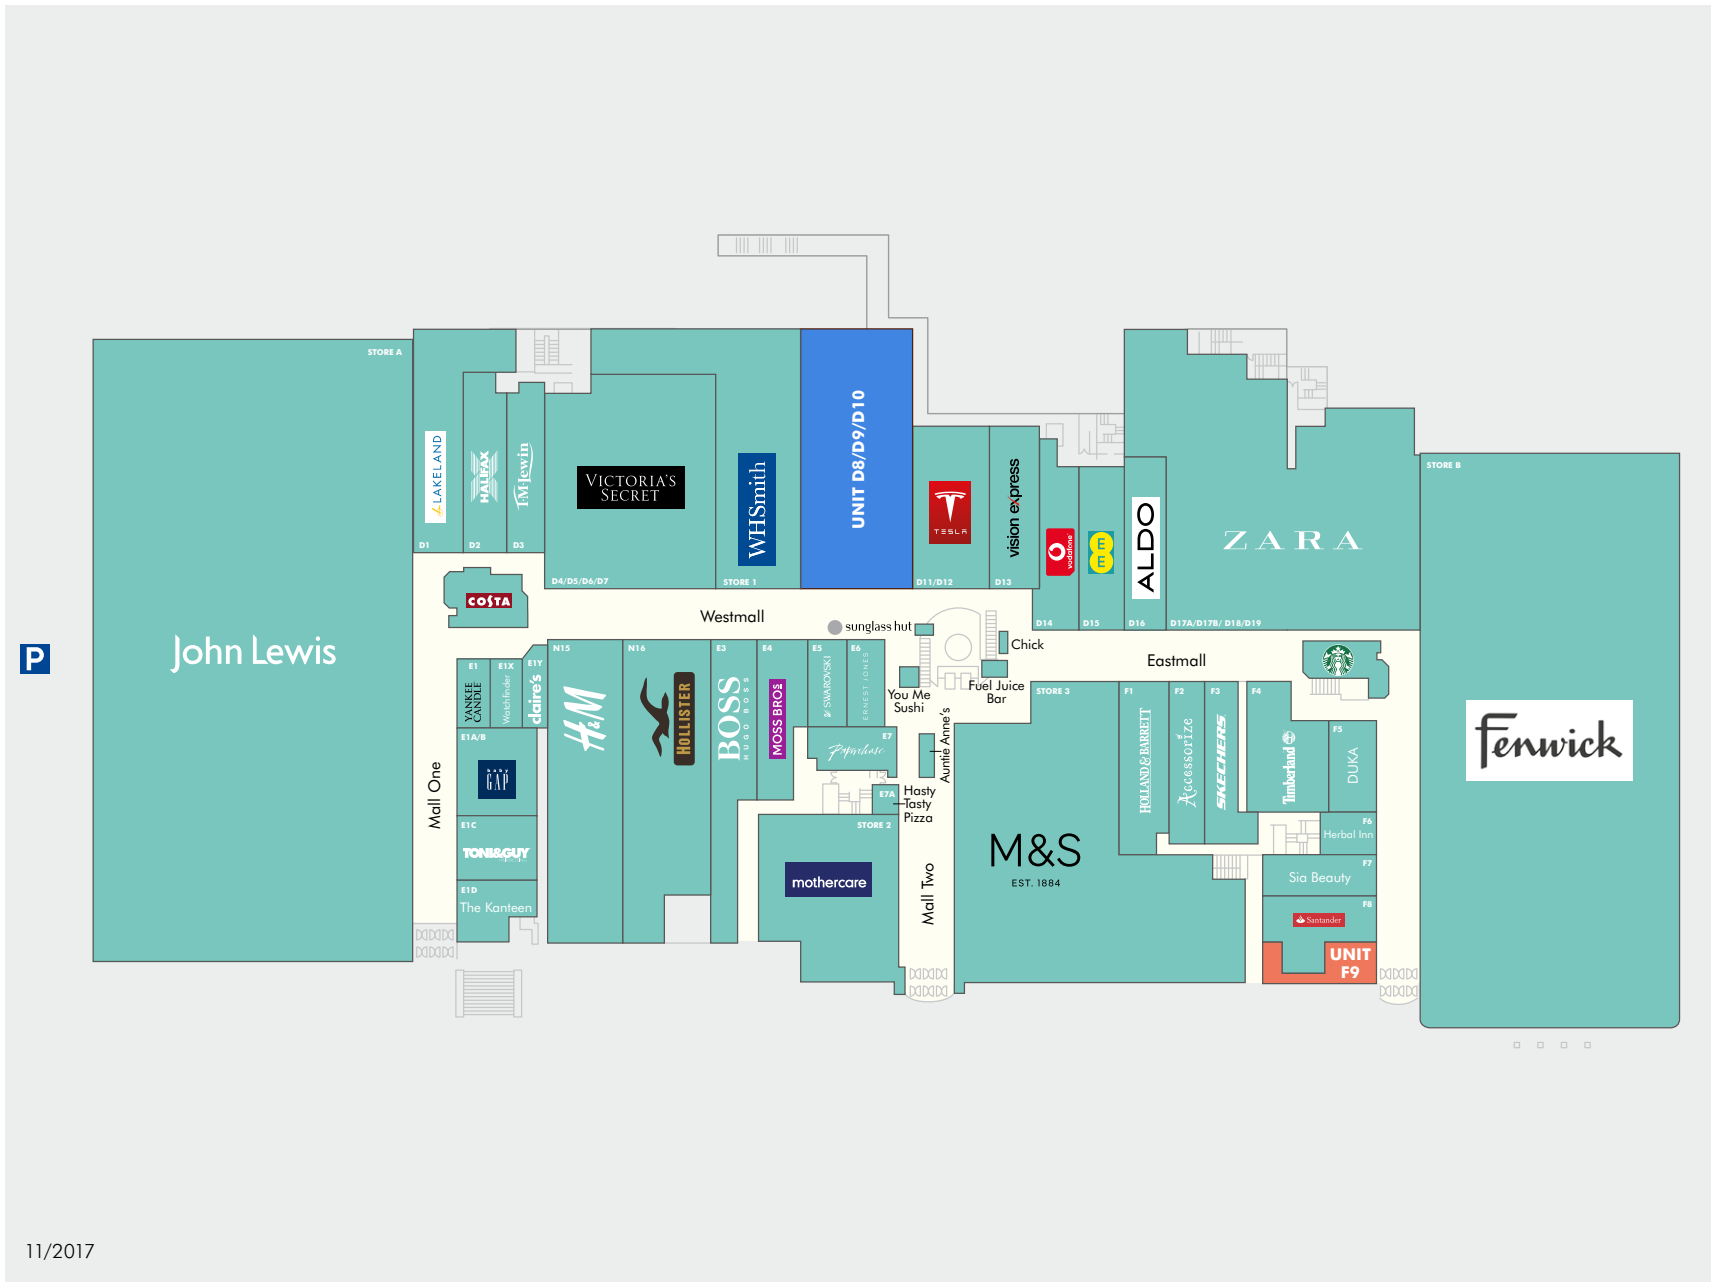 STORE A
John Lewis
P
LAKELAND
D1
HALIFAX
D2
T·M·Lewin
D3
VICTORIA'S
SECRET
D4/D5/D6/D7
WHSmith
STORE 1
UNIT D8/D9/D10
TESLA
D11/D12
vision express
D13
vodafone
D14
EE
D15
ALDO
D16
ZARA
D17A/D17B/ D18/D19
STORE B
Fenwick
COSTA
Westmall
sunglass hut
Chick
Eastmall
Fuel Juice
Bar
You Me
Sushi
Auntie Anne's
Hasty
Tasty
Pizza
Mall One
Mall Two
E1
YANKEE
CANDLE
E1X
Watchfinder
E1Y
claire's
E1A/B
baby
GAP
E1C
TONI&GUY
E1D
The Kanteen
N15
H&M
N16
HOLLISTER
E3
BOSS
HUGO BOSS
E4
MOSS BROS
E5
SWAROVSKI
E6
ERNEST JONES
E7
Paperchase
E7A
STORE 2
mothercare
STORE 3
M&S
EST. 1884
F1
HOLLAND & BARRETT
F2
Accessorize
F3
SKECHERS
F4
Timberland
F5
DUKA
F6
Herbal Inn
F7
Sia Beauty
F8
Santander
UNIT
F9
11/2017